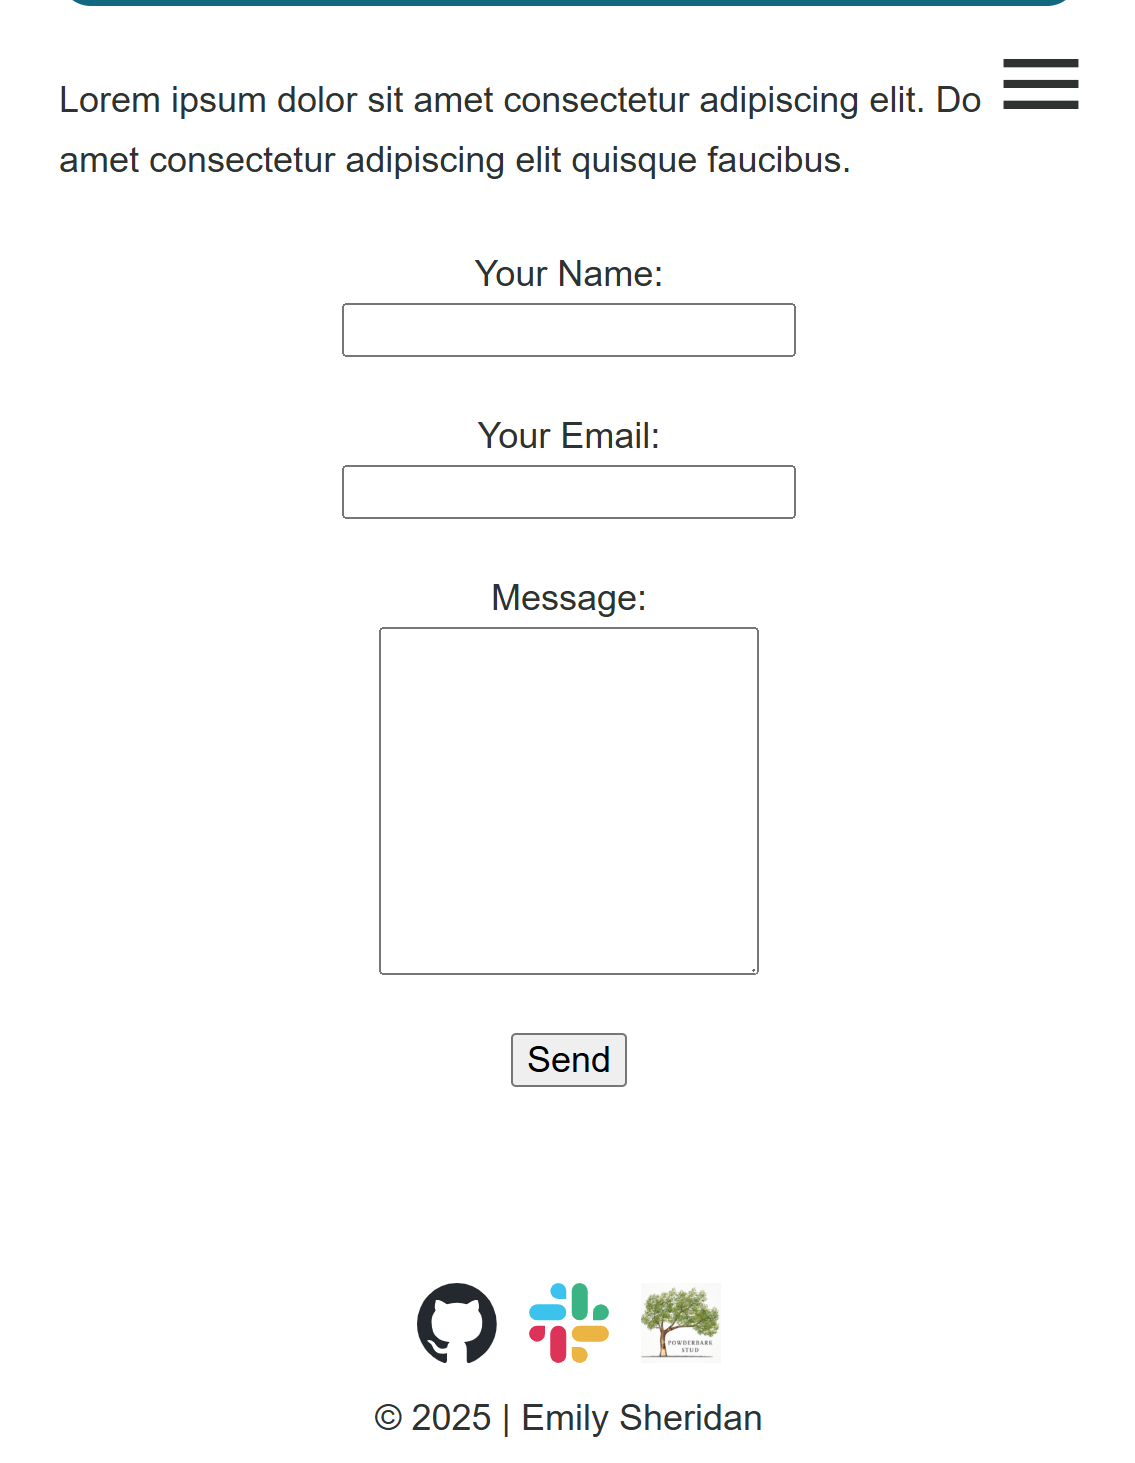 Lorem ipsum dolor sit amet consectetur adipiscing elit. Do
amet consectetur adipiscing elit quisque faucibus.
Your Name:
Your Email:
Message:
Send
POWDERBARK
STUD
© 2025 | Emily Sheridan